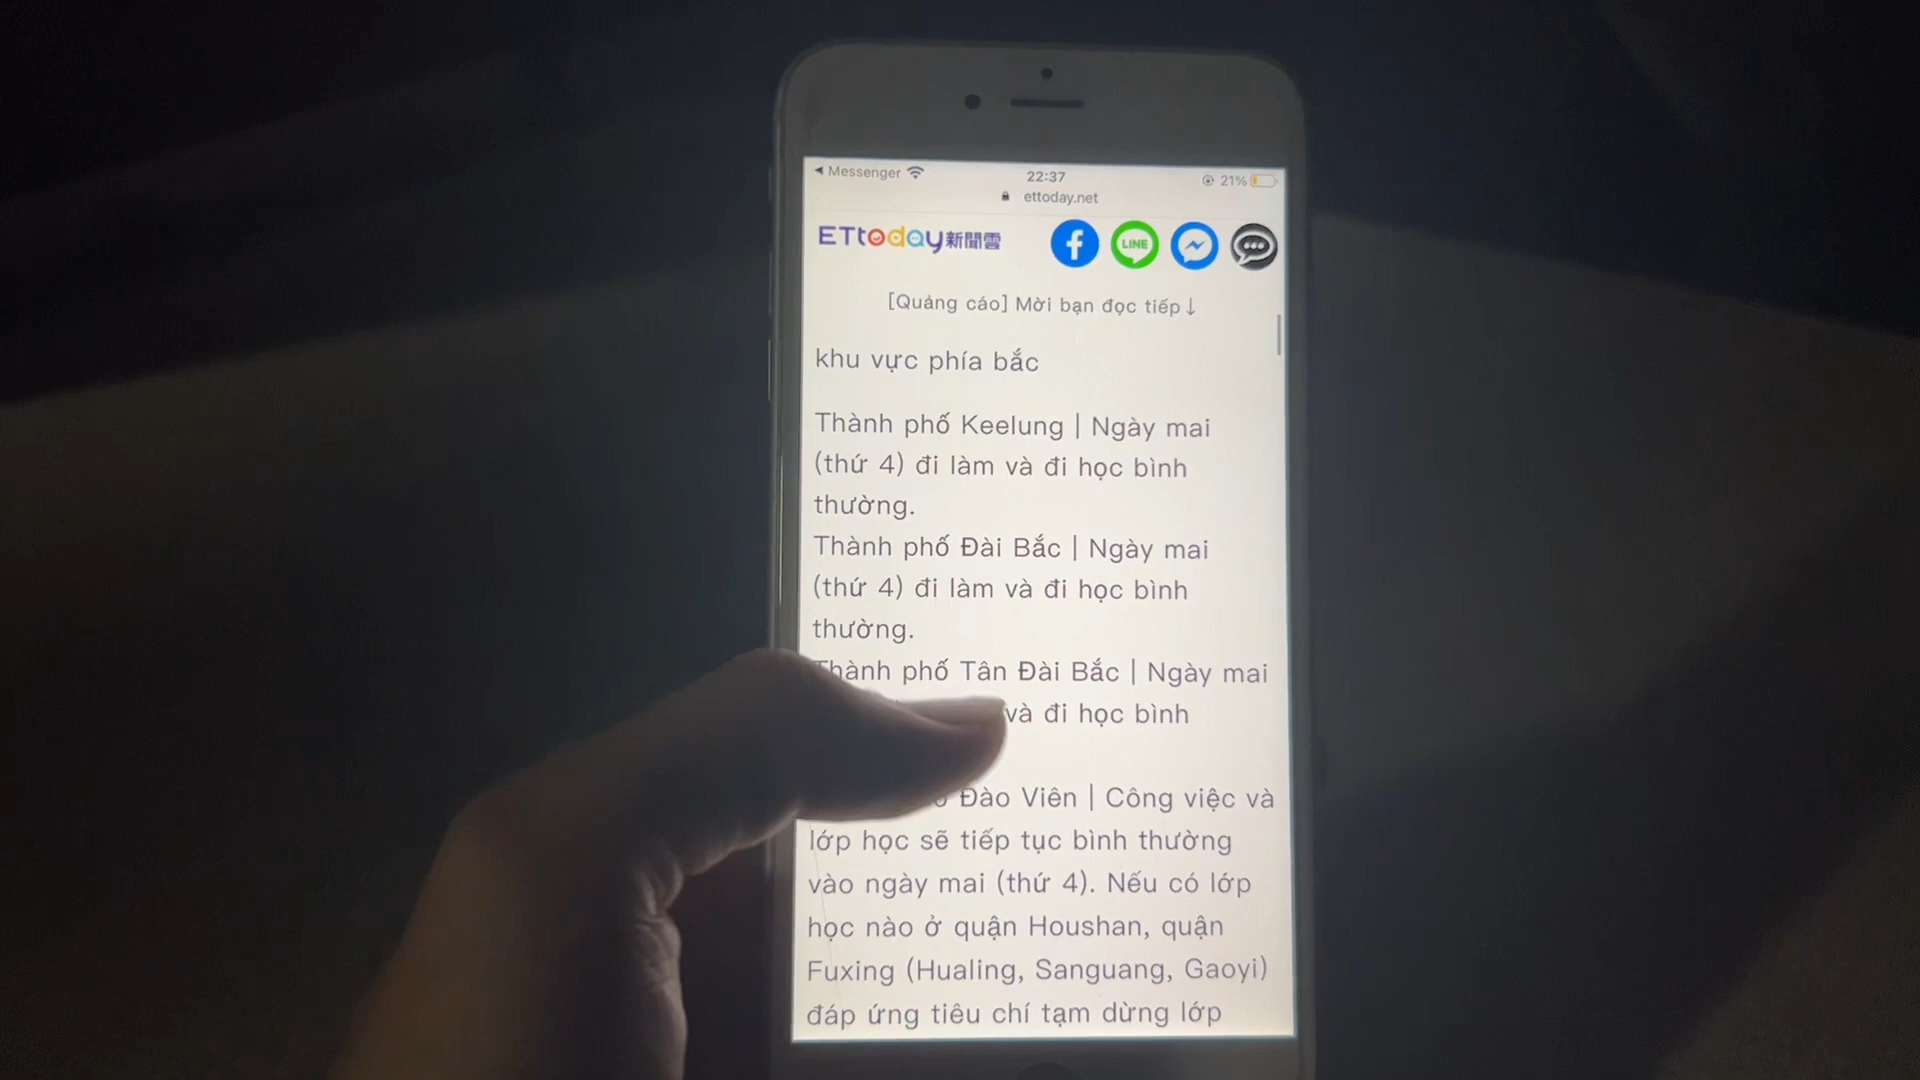 Messenger
22:37
21%
ettoday.net
ETtoday新聞雲
LINE
[Quảng cáo] Mời bạn đọc tiếp↓
khu vực phía bắc
Thành phố Keelung | Ngày mai
(thứ 4) đi làm và đi học bình
thường.
Thành phố Đài Bắc | Ngày mai
(thứ 4) đi làm và đi học bình
thường.
Thành phố Tân Đài Bắc | Ngày mai
và đi học bình
Đào Viên | Công việc và
lớp học sẽ tiếp tục bình thường
vào ngày mai (thứ 4). Nếu có lớp
học nào ở quận Houshan, quận
Fuxing (Hualing, Sanguang, Gaoyi)
đáp ứng tiêu chí tạm dừng lớp